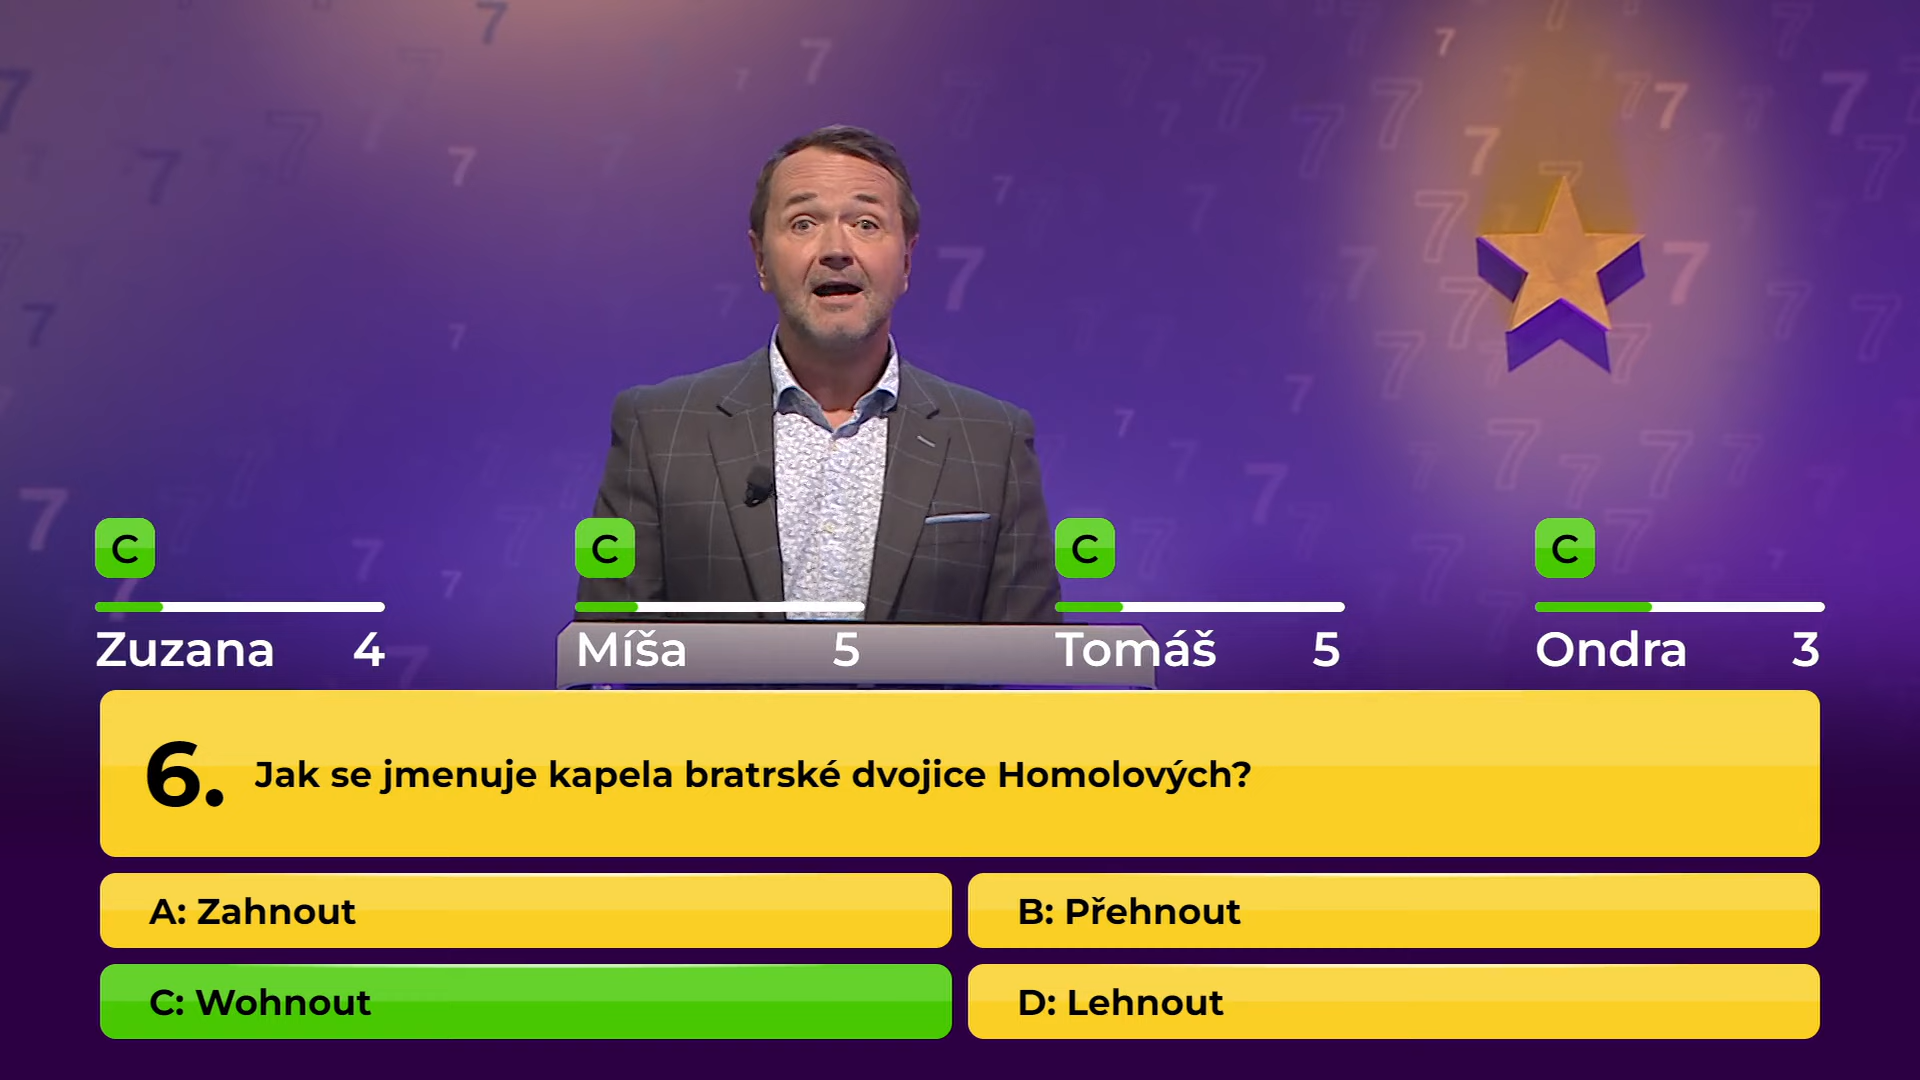 C
C
C
C
Zuzana 4
Míša 5
Tomáš 5
Ondra 3
6. Jak se jmenuje kapela bratrské dvojice Homolových?
A: Zahnout
B: Přehnout
C: Wohnout
D: Lehnout